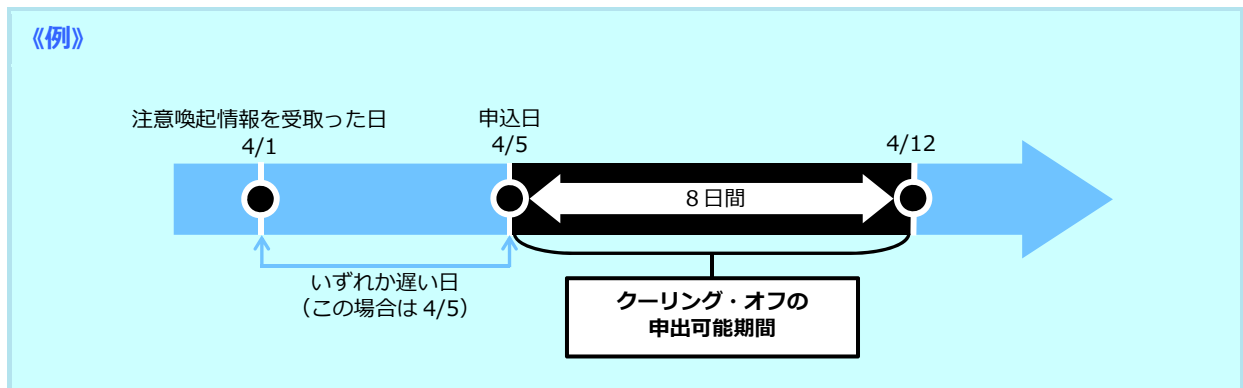 《例》
注意喚起情報を受取った日
4/1
申込日
4/5
4/12
８日間
いずれか遅い日
（この場合は 4/5）
クーリング・オフの
申出可能期間